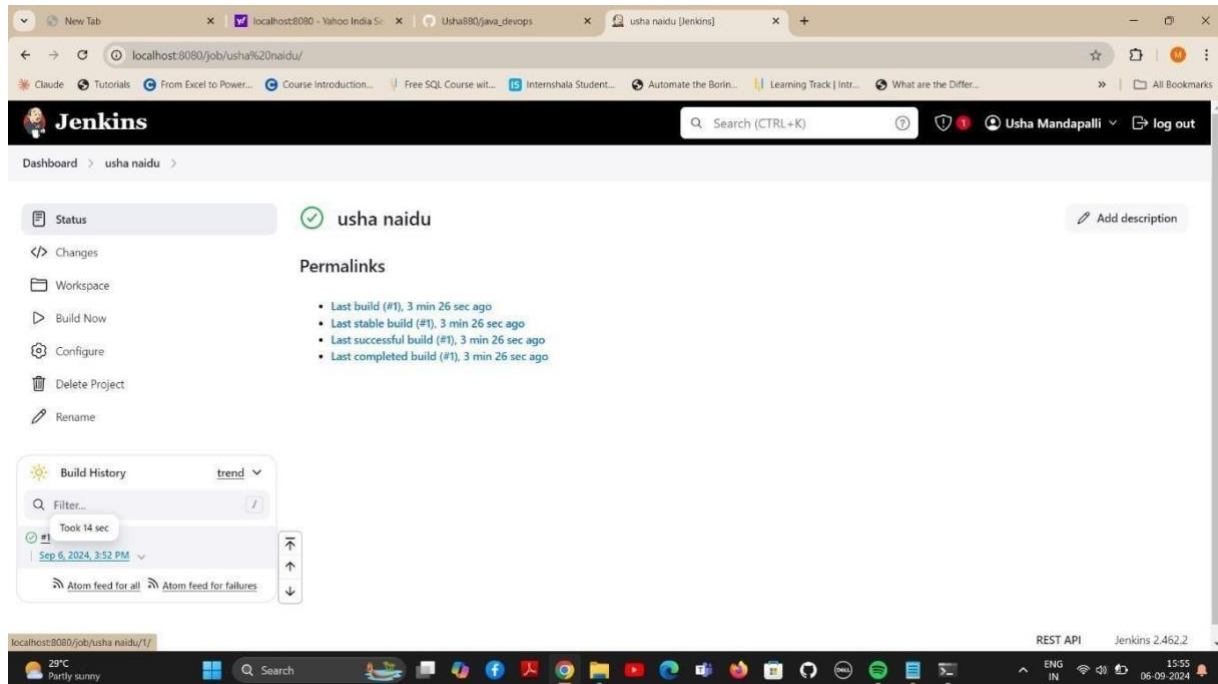 New Tab
localhost:8080 - Yahoo India Se
Usha880/java_devops
usha naidu [Jenkins]
localhost:8080/job/usha%20naidu/
Claude
Tutorials
From Excel to Power...
Course Introduction...
Free SQL Course wit...
Internshala Student...
Automate the Borin...
Learning Track | Intr...
What are the Differ...
»
All Bookmarks
Jenkins
Search (CTRL+K)
1
Usha Mandapalli
log out
Dashboard > usha naidu >
Status
Changes
Workspace
Build Now
Configure
Delete Project
Rename
usha naidu
Add description
Permalinks
Last build (#1), 3 min 26 sec ago
Last stable build (#1), 3 min 26 sec ago
Last successful build (#1), 3 min 26 sec ago
Last completed build (#1), 3 min 26 sec ago
Build History
trend
Filter...
/
Took 14 sec
#1
Sep 6, 2024, 3:52 PM
Atom feed for all Atom feed for failures
localhost:8080/job/usha naidu/1/
REST API
Jenkins 2.462.2
29°C
Partly sunny
Search
DELL
ENG
IN
15:55
06-09-2024